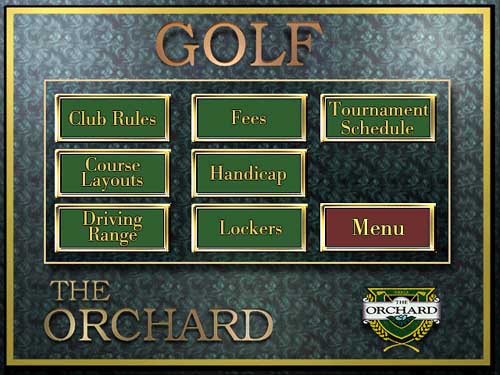 GOLF
Club Rules
Fees
Tournament
Schedule
Course
Layouts
Handicap
Driving
Range
Lockers
Menu
THE
ORCHARD
THE
ORCHARD